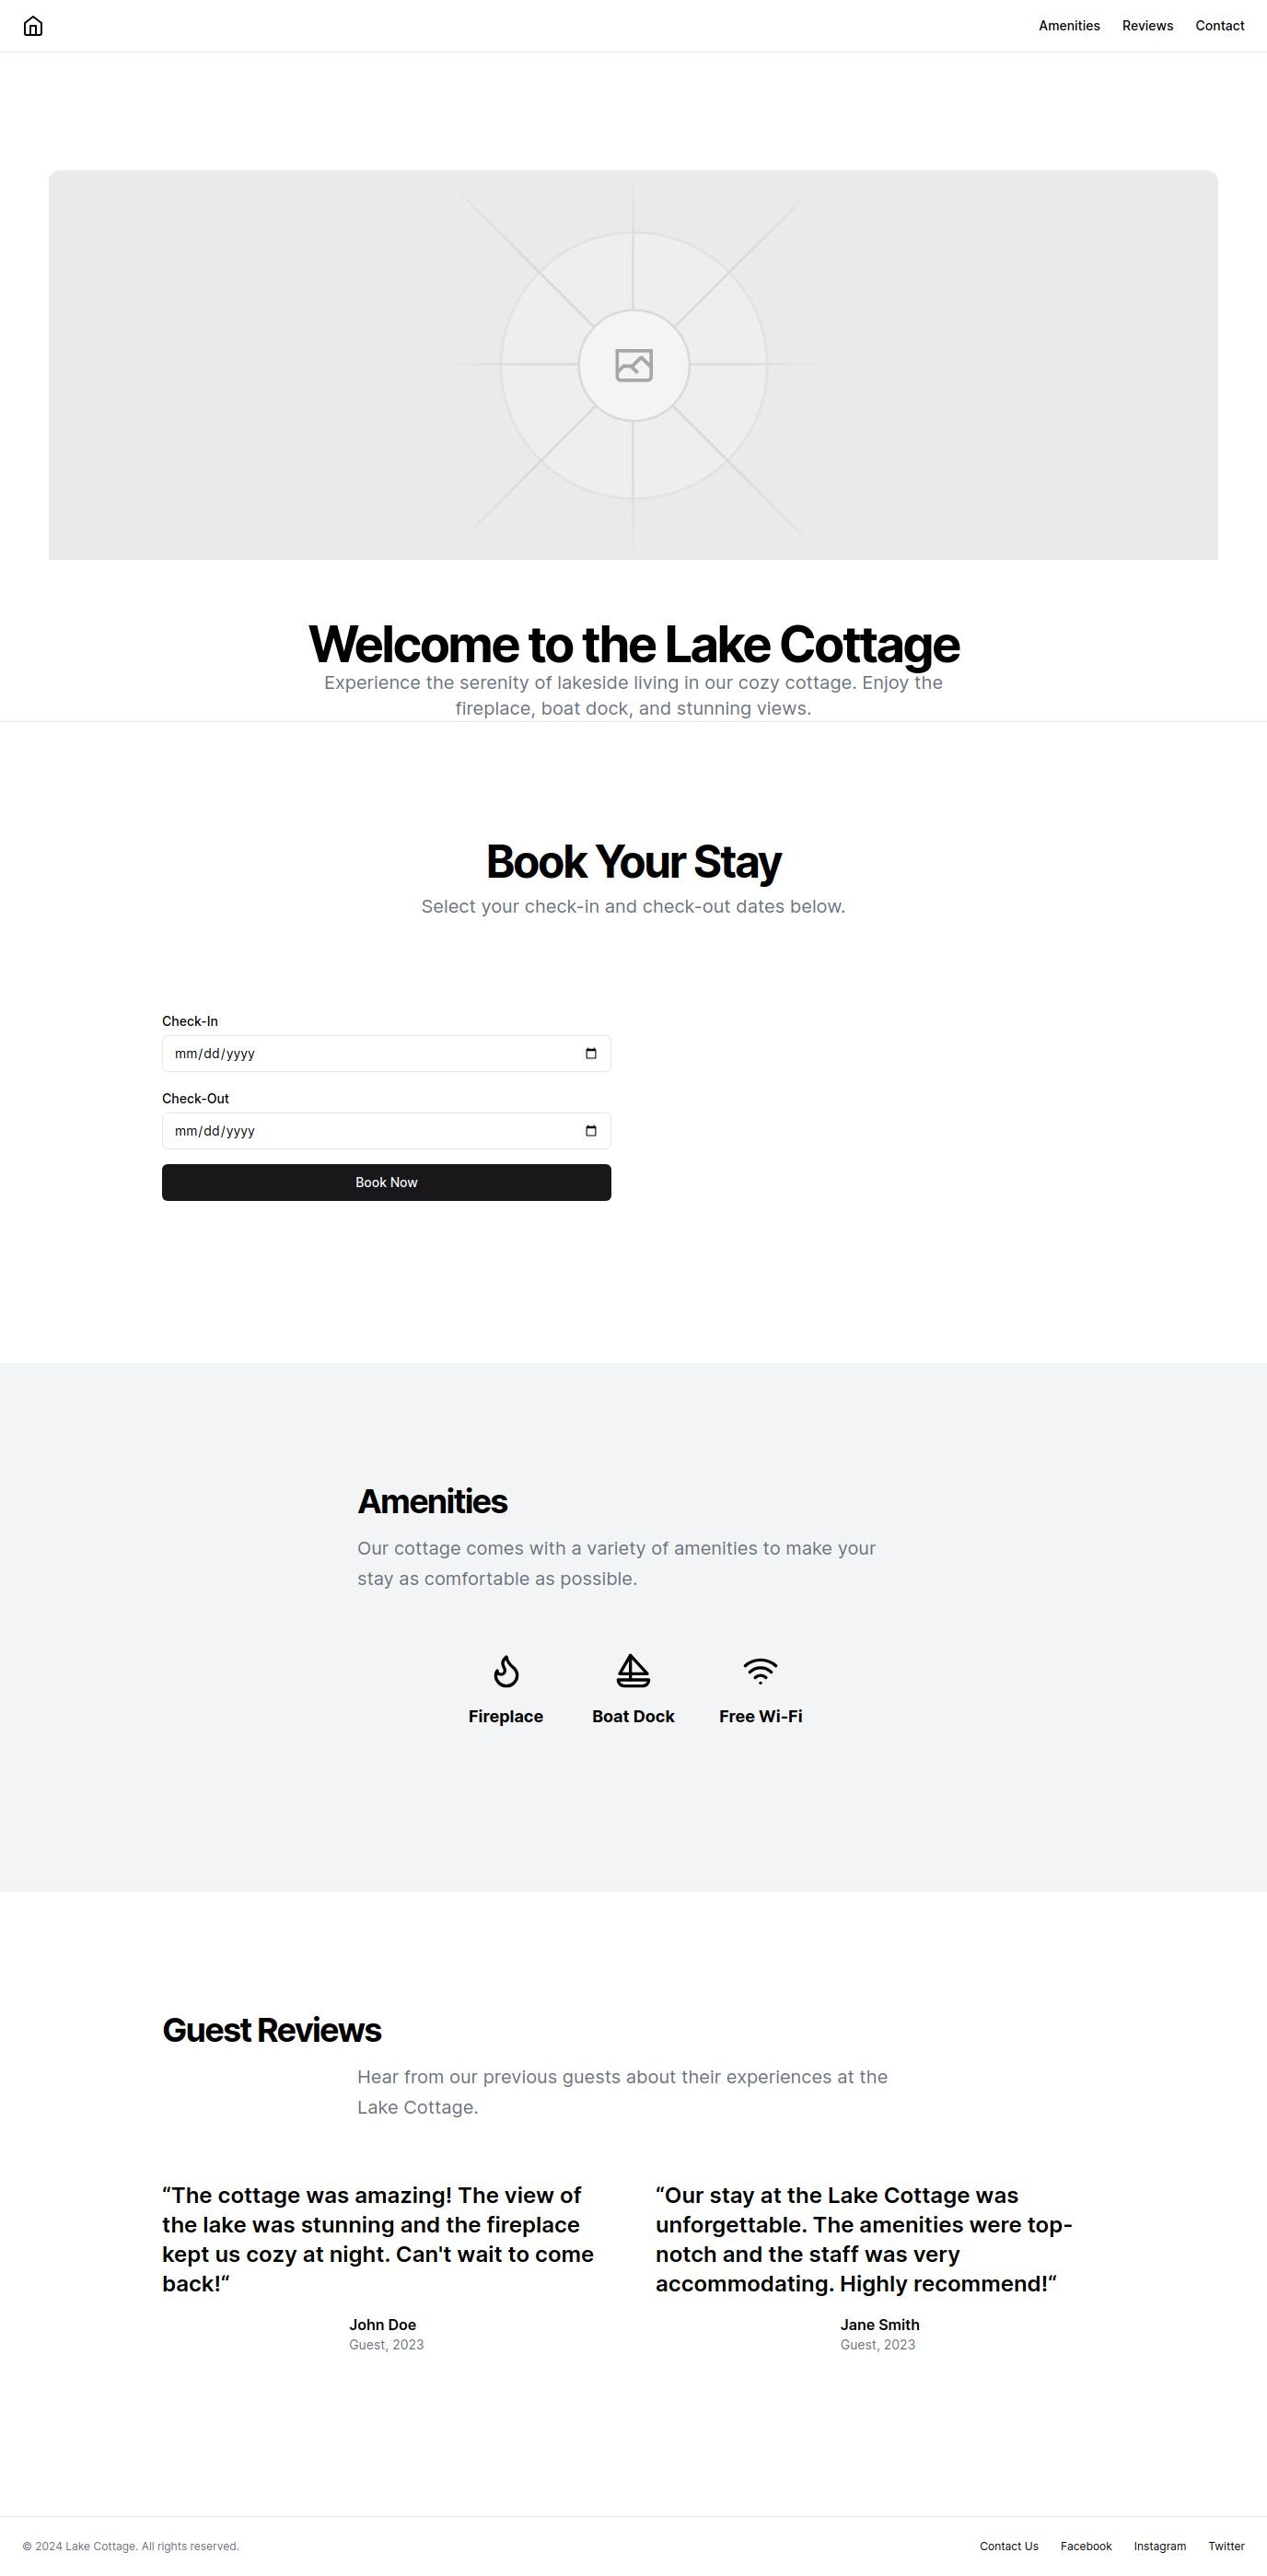 Amenities Reviews Contact
Welcome to the Lake Cottage
Experience the serenity of lakeside living in our cozy cottage. Enjoy the
fireplace, boat dock, and stunning views.
Book Your Stay
Select your check-in and check-out dates below.
Check-In
mm/dd/yyyy
Check-Out
mm/dd/yyyy
Book Now
Amenities
Our cottage comes with a variety of amenities to make your
stay as comfortable as possible.
Fireplace Boat Dock Free Wi-Fi
Guest Reviews
Hear from our previous guests about their experiences at the
Lake Cottage.
“The cottage was amazing! The view of
the lake was stunning and the fireplace
kept us cozy at night. Can't wait to come
back!“
John Doe
Guest, 2023
“Our stay at the Lake Cottage was
unforgettable. The amenities were top-
notch and the staff was very
accommodating. Highly recommend!“
Jane Smith
Guest, 2023
© 2024 Lake Cottage. All rights reserved.
Contact Us Facebook Instagram Twitter